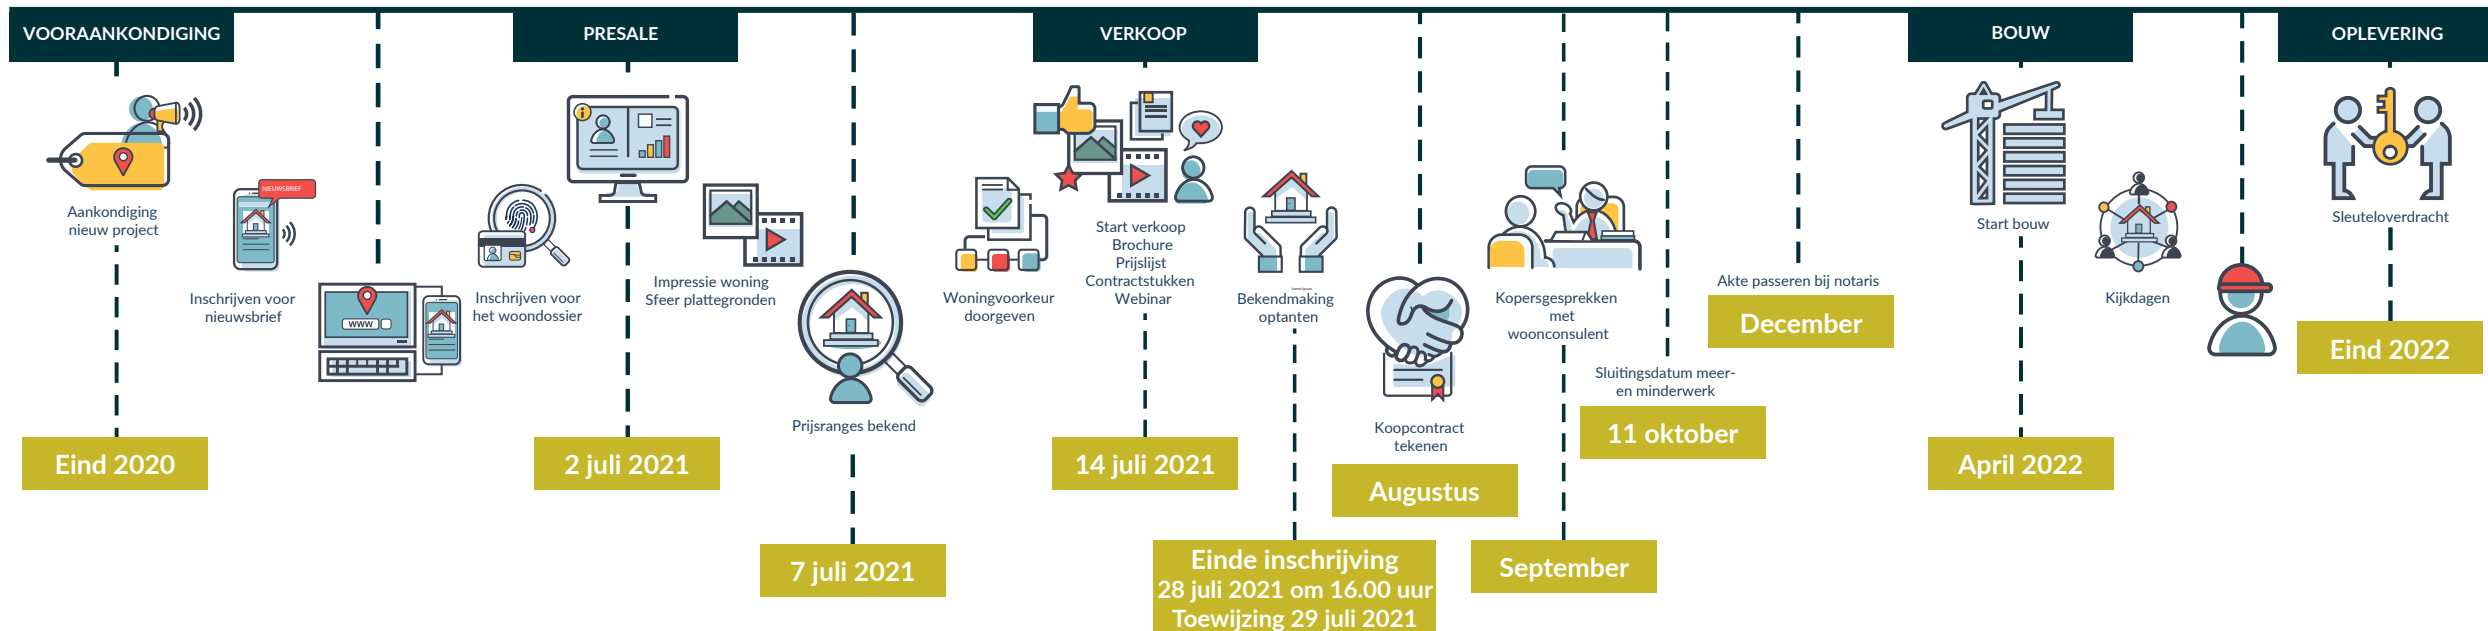 VOORAANKONDIGING
PRESALE
VERKOOP
BOUW
OPLEVERING
Aankondiging
nieuw project
Eind 2020
NIEUWSBRIEF
Inschrijven voor
nieuwsbrief
www
Inschrijven voor
het woondossier
2 juli 2021
Impressie woning
Sfeer plattegronden
Prijsranges bekend
7 juli 2021
Woningvoorkeur
doorgeven
Start verkoop
Brochure
Prijslijst
Contractstukken
Webinar
14 juli 2021
Bekendmaking
optanten
Einde inschrijving
28 juli 2021 om 16.00 uur
Toewijzing 29 juli 2021
Koopcontract
tekenen
Augustus
Kopersgesprekken
met
woonconsulent
September
Sluitingsdatum meer-
en minderwerk
11 oktober
Akte passeren bij notaris
December
Start bouw
April 2022
Kijkdagen
Sleuteloverdracht
Eind 2022